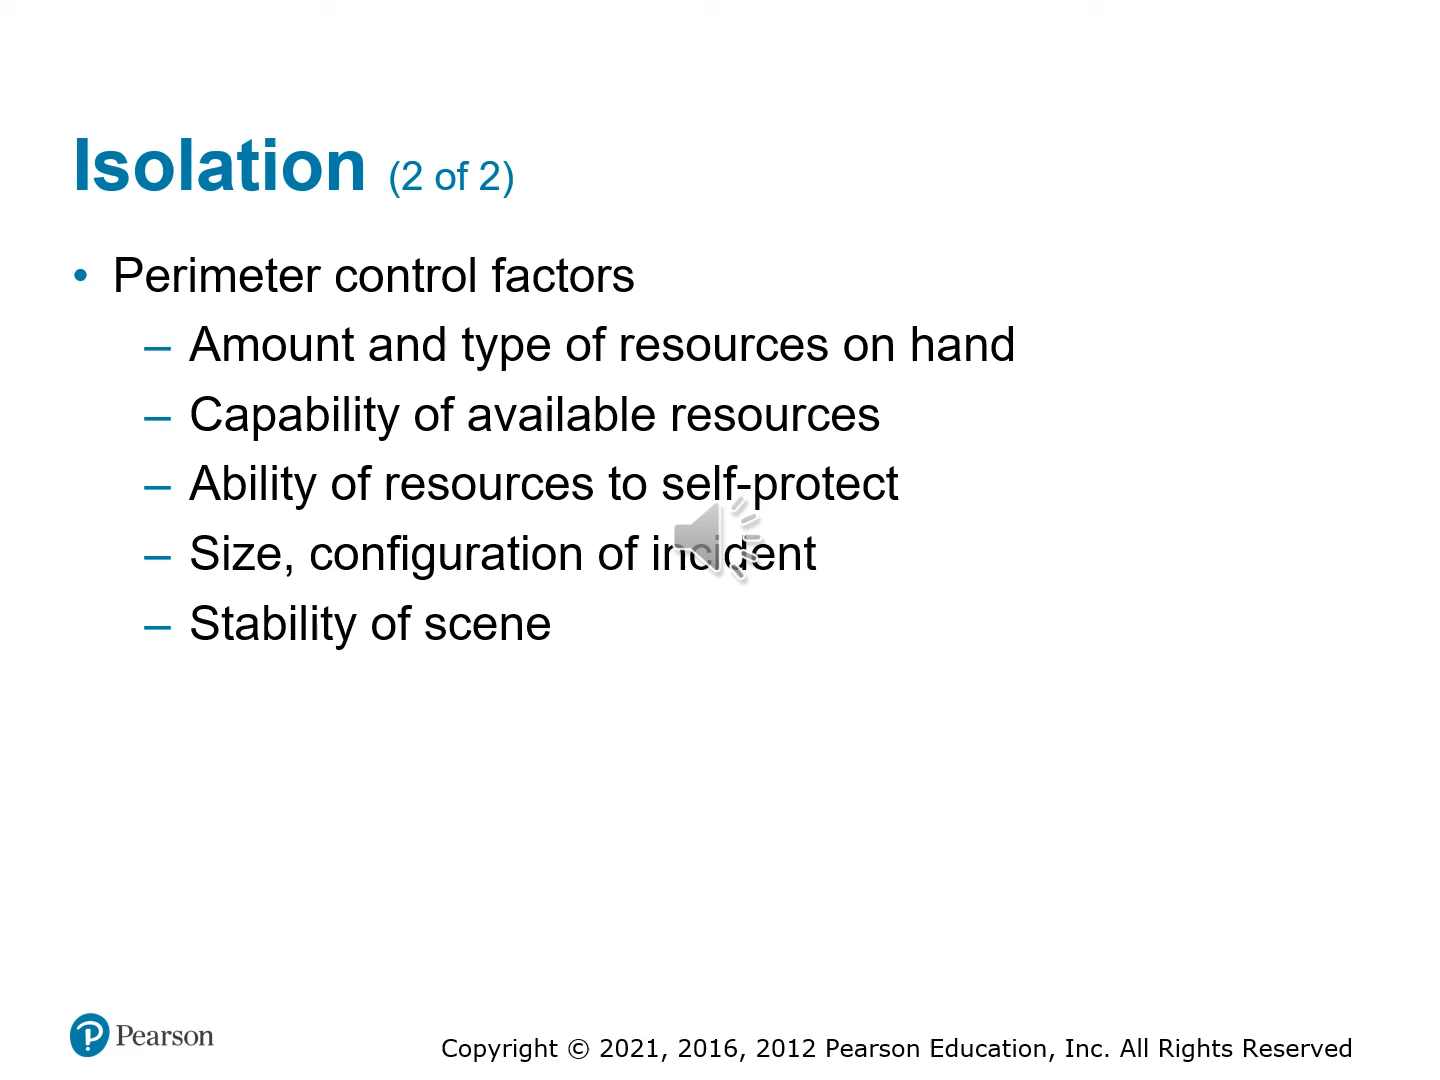 Isolation (2 of 2)
• Perimeter control factors
– Amount and type of resources on hand
– Capability of available resources
– Ability of resources to self-protect
– Size, configuration of incident
– Stability of scene
Pearson
Copyright © 2021, 2016, 2012 Pearson Education, Inc. All Rights Reserved